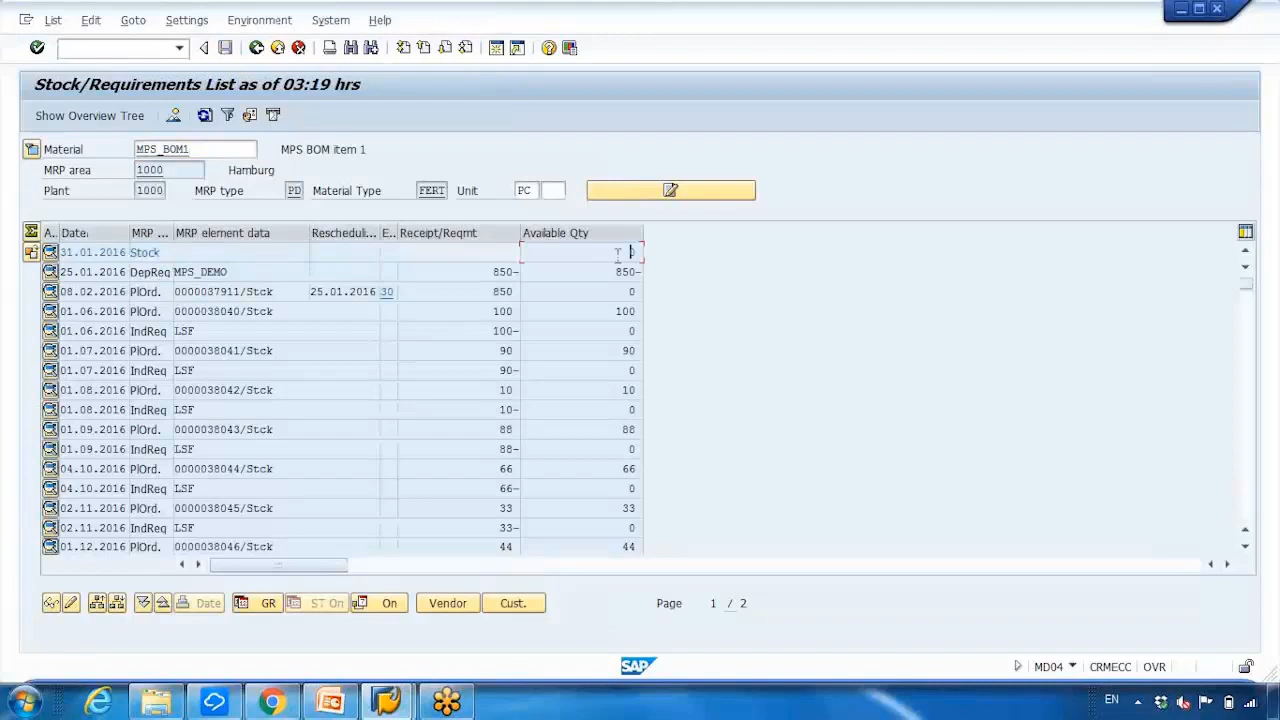 List Edit Goto Settings Environment System Help
Stock/Requirements List as of 03:19 hrs
Show Overview Tree
Material MPS_BOM1 MPS BOM item 1
MRP area 1000 Hamburg
Plant 1000 MRP type PD Material Type FERT Unit PC
A.. Date MRP ... MRP element data Rescheduli... E.. Receipt/Reqmt Available Qty
31.01.2016 Stock 0
25.01.2016 DepReq MPS_DEMO 850- 850-
08.02.2016 PlOrd. 0000037911/Stck 25.01.2016 30 850 0
01.06.2016 PlOrd. 0000038040/Stck 100 100
01.06.2016 IndReq LSF 100- 0
01.07.2016 PlOrd. 0000038041/Stck 90 90
01.07.2016 IndReq LSF 90- 0
01.08.2016 PlOrd. 0000038042/Stck 10 10
01.08.2016 IndReq LSF 10- 0
01.09.2016 PlOrd. 0000038043/Stck 88 88
01.09.2016 IndReq LSF 88- 0
04.10.2016 PlOrd. 0000038044/Stck 66 66
04.10.2016 IndReq LSF 66- 0
02.11.2016 PlOrd. 0000038045/Stck 33 33
02.11.2016 IndReq LSF 33- 0
01.12.2016 PlOrd. 0000038046/Stck 44 44
Date GR ST On On Vendor Cust. Page 1 / 2
SAP MD04 CRMECC OVR
EN